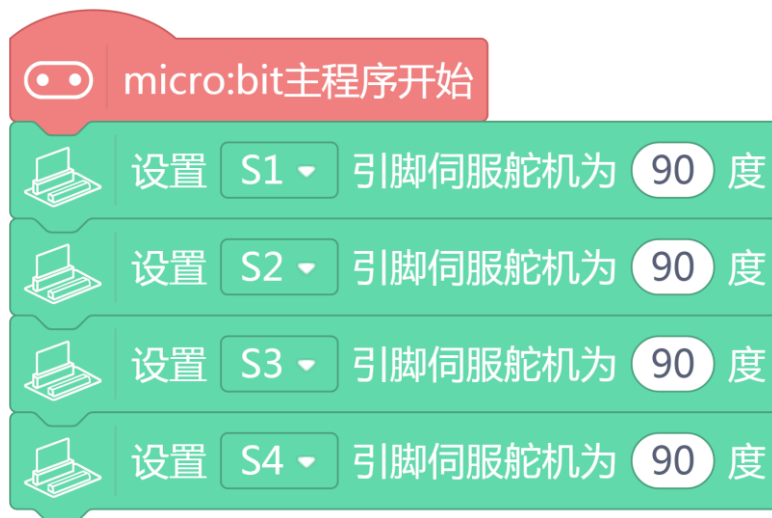 micro:bit主程序开始
设置 S1 引脚伺服舵机为 90 度
设置 S2 引脚伺服舵机为 90 度
设置 S3 引脚伺服舵机为 90 度
设置 S4 引脚伺服舵机为 90 度